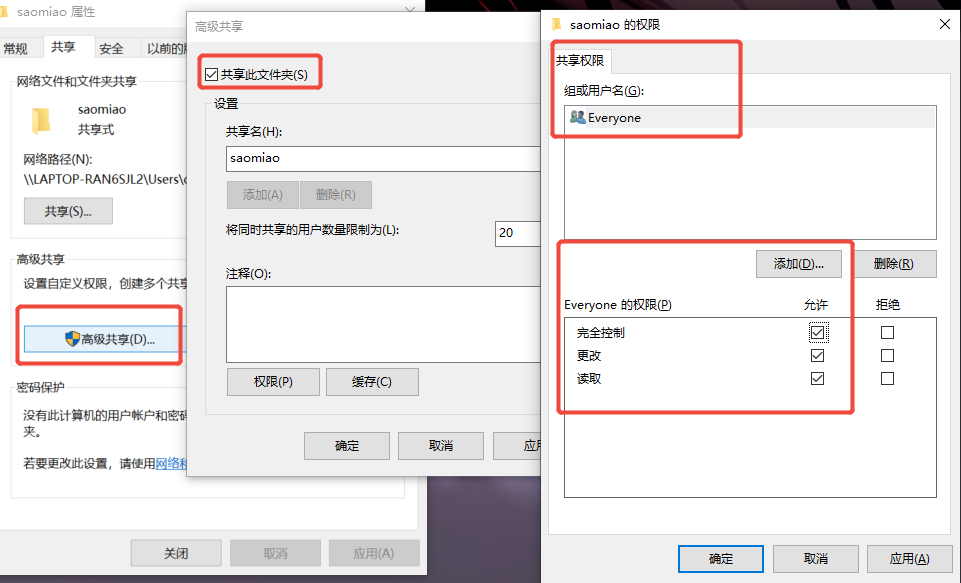 saomiao 属性
常规
共享
安全
以前的
网络文件和文件夹共享
saomiao
共享式
网络路径(N):
\\LAPTOP-RAN6SJL2\Users\
共享(S)...
高级共享
设置自定义权限，创建多个共享
高级共享(D)...
密码保护
没有此计算机的用户帐户和密码
夹。
若要更改此设置，请使用网络和
关闭
取消
应用(A)
高级共享
共享此文件夹(S)
设置
共享名(H):
saomiao
添加(A)
删除(R)
将同时共享的用户数量限制为(L):
20
注释(O):
权限(P)
缓存(C)
确定
取消
应
saomiao 的权限
共享权限
组或用户名(G):
Everyone
添加(D)...
删除(R)
Everyone 的权限(P)
允许
拒绝
完全控制
更改
读取
确定
取消
应用(A)